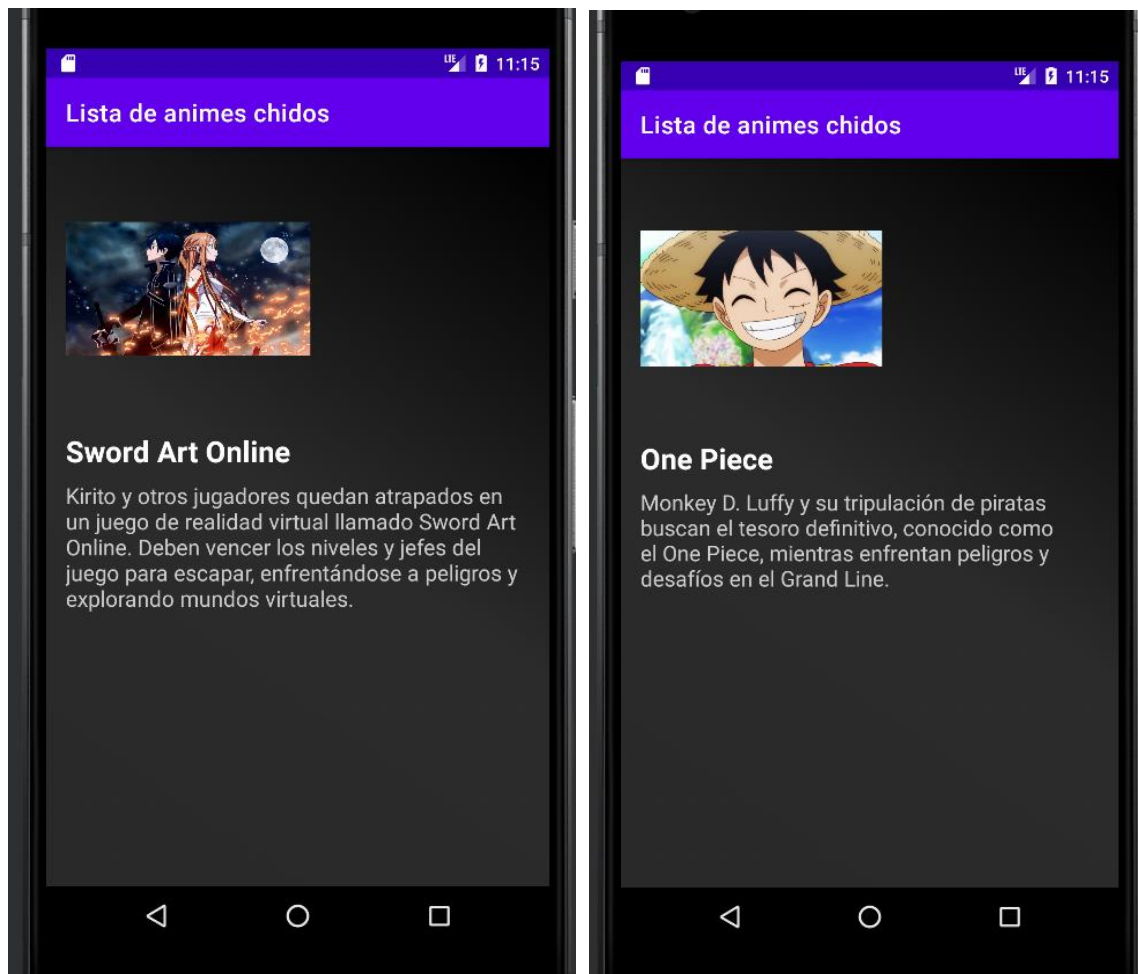 LTE 11:15
Lista de animes chidos
Sword Art Online
Kirito y otros jugadores quedan atrapados en
un juego de realidad virtual llamado Sword Art
Online. Deben vencer los niveles y jefes del
juego para escapar, enfrentándose a peligros y
explorando mundos virtuales.
LTE 11:15
Lista de animes chidos
One Piece
Monkey D. Luffy y su tripulación de piratas
buscan el tesoro definitivo, conocido como
el One Piece, mientras enfrentan peligros y
desafíos en el Grand Line.